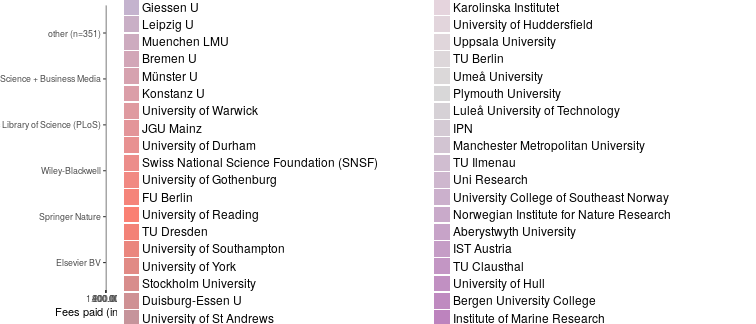 other (n=351)
Science + Business Media
Library of Science (PLoS)
Wiley-Blackwell
Springer Nature
Elsevier BV
Fees paid (in
Giessen U
Leipzig U
Muenchen LMU
Bremen U
Münster U
Konstanz U
University of Warwick
JGU Mainz
University of Durham
Swiss National Science Foundation (SNSF)
University of Gothenburg
FU Berlin
University of Reading
TU Dresden
University of Southampton
University of York
Stockholm University
Duisburg-Essen U
University of St Andrews
Karolinska Institutet
University of Huddersfield
Uppsala University
TU Berlin
Umeå University
Plymouth University
Luleå University of Technology
IPN
Manchester Metropolitan University
TU Ilmenau
Uni Research
University College of Southeast Norway
Norwegian Institute for Nature Research
Aberystwyth University
IST Austria
TU Clausthal
University of Hull
Bergen University College
Institute of Marine Research